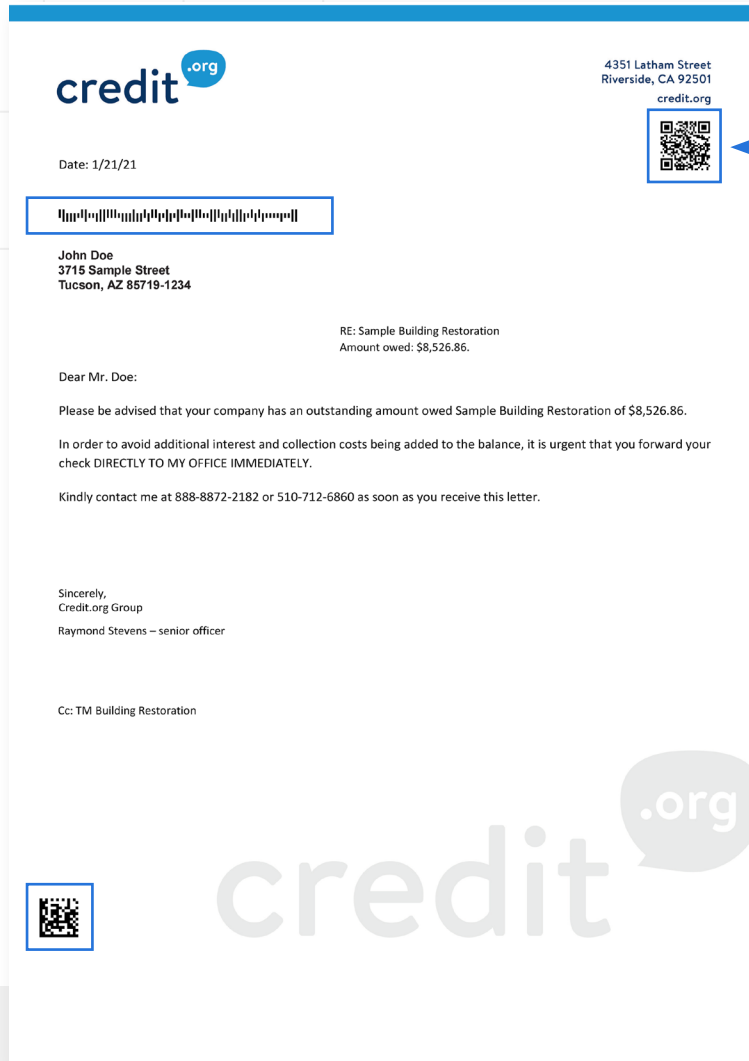 credit.org
4351 Latham Street
Riverside, CA 92501
credit.org
Date: 1/21/21
John Doe
3715 Sample Street
Tucson, AZ 85719-1234
RE: Sample Building Restoration
Amount owed: $8,526.86.
Dear Mr. Doe:
Please be advised that your company has an outstanding amount owed Sample Building Restoration of $8,526.86.
In order to avoid additional interest and collection costs being added to the balance, it is urgent that you forward your
check DIRECTLY TO MY OFFICE IMMEDIATELY.
Kindly contact me at 888-8872-2182 or 510-712-6860 as soon as you receive this letter.
Sincerely,
Credit.org Group
Raymond Stevens – senior officer
Cc: TM Building Restoration
credit.org